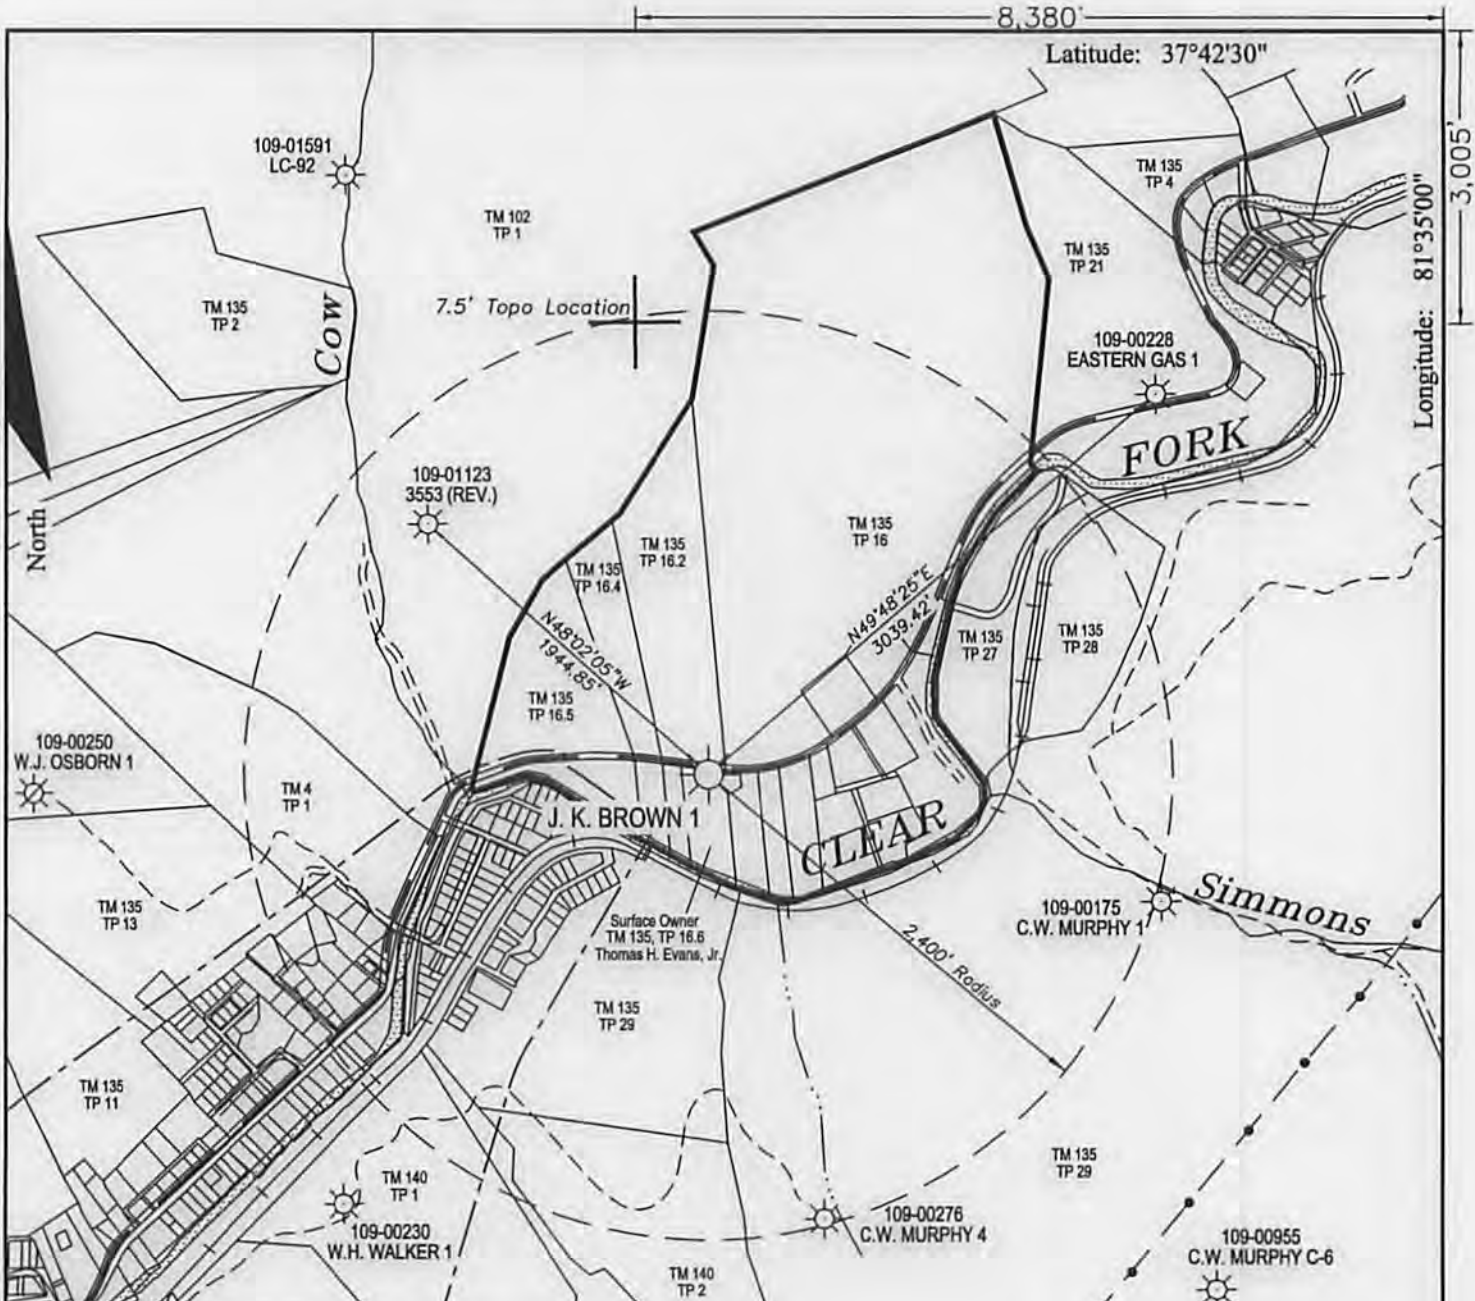 8,380'
Latitude: 37°42'30"
3,005'
Longitude: 81°35'00"
109-01591
LC-92
TM 102
TP 1
TM 135
TP 4
TM 135
TP 21
TM 135
TP 2
Cow
7.5' Topo Location
109-00228
EASTERN GAS 1
FORK
109-01123
3553 (REV.)
North
TM 135
TP 16
TM 135
TP 16.2
TM 135
TP 16.4
N48°02'05"W
1944.85'
N49°48'25"E
3039.42'
TM 135
TP 27
TM 135
TP 28
TM 135
TP 16.5
109-00250
W.J. OSBORN 1
TM 4
TP 1
J. K. BROWN 1
CLEAR
Simmons
109-00175
C.W. MURPHY 1
TM 135
TP 13
Surface Owner
TM 135, TP 16.6
Thomas H. Evans, Jr.
2,400' Radius
TM 135
TP 29
TM 135
TP 11
TM 135
TP 29
TM 140
TP 1
109-00230
W.H. WALKER 1
109-00276
C.W. MURPHY 4
109-00955
C.W. MURPHY C-6
TM 140
TP 2